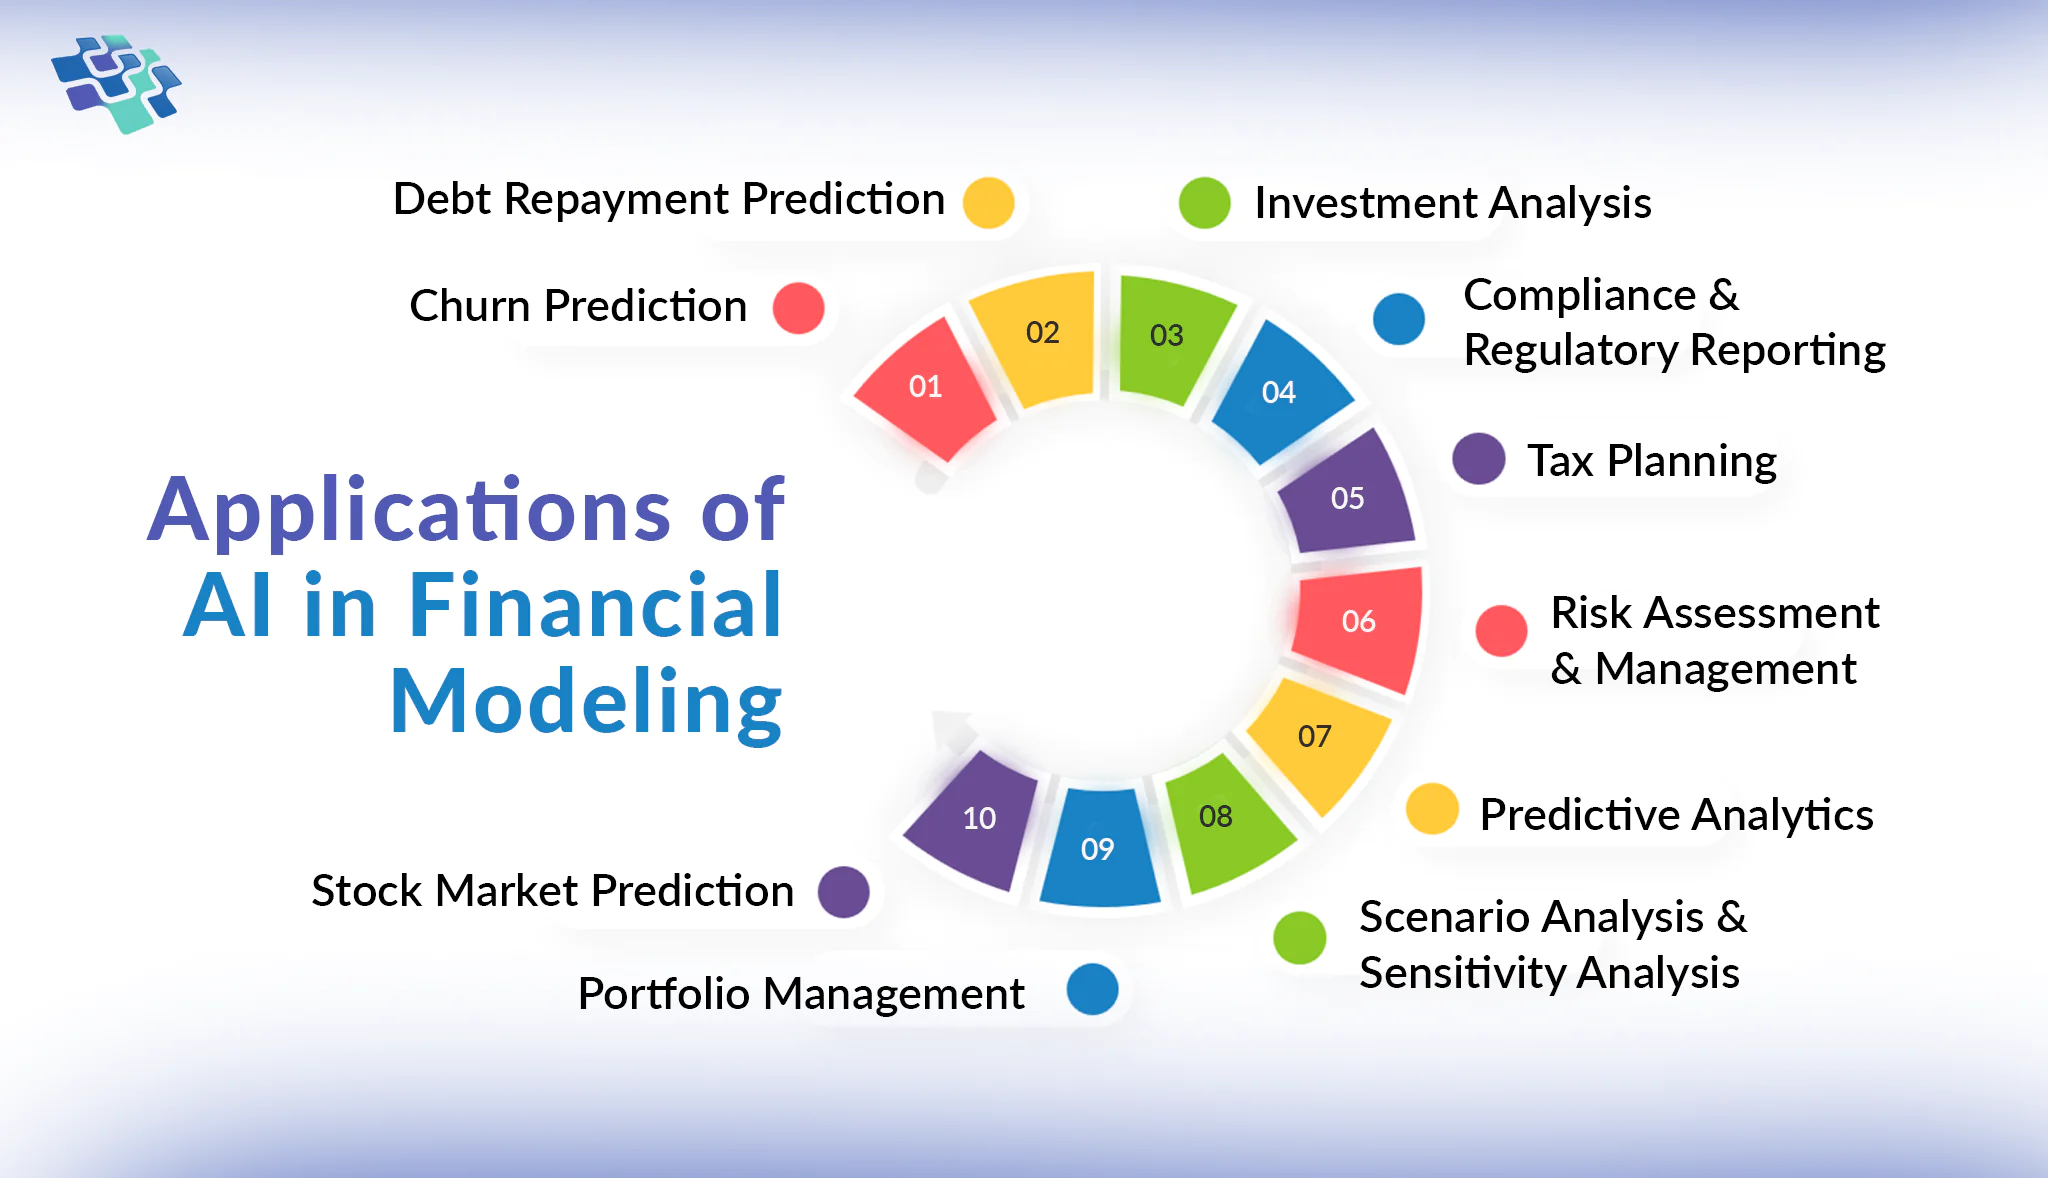 Debt Repayment Prediction
Investment Analysis
Churn Prediction
Compliance &
Regulatory Reporting
01
02
03
04
05
06
07
08
09
10
Tax Planning
Applications of
AI in Financial
Modeling
Risk Assessment
& Management
Predictive Analytics
Stock Market Prediction
Scenario Analysis &
Sensitivity Analysis
Portfolio Management